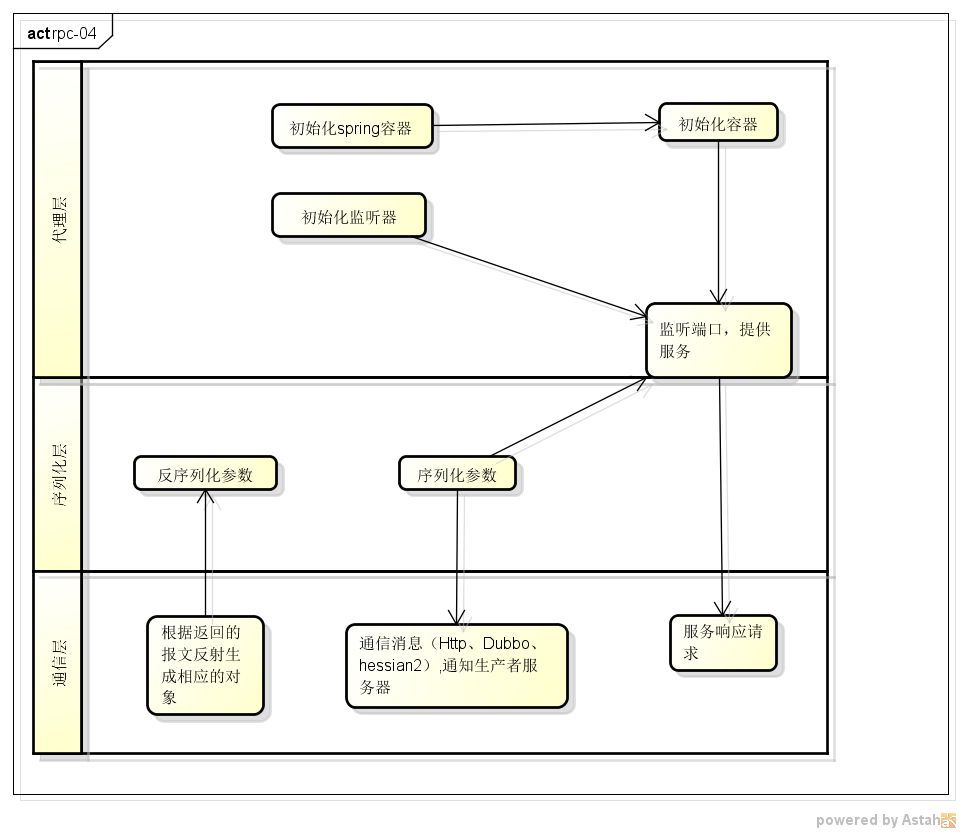 act rpc-04
代理层
初始化spring容器
初始化容器
初始化监听器
监听端口，提供
服务
序列化层
反序列化参数
序列化参数
通信层
根据返回的
报文反射生
成相应的对
象
通信消息（Http、Dubbo、
hessian2）,通知生产者服
务器
服务响应请
求
powered by Astah